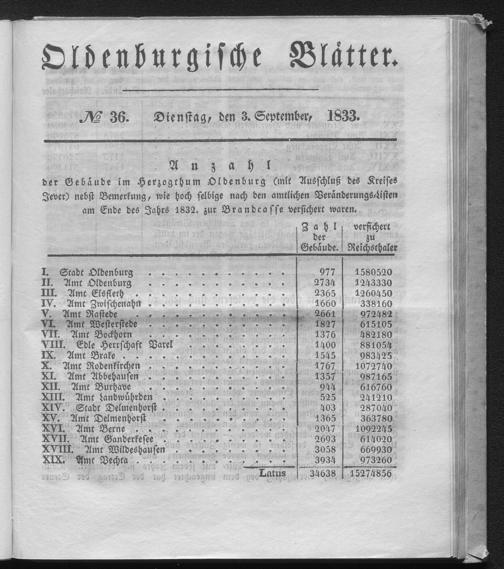 Oldenburgische Blätter.
№ 36. Dienstag, den 3. September, 1833.
Anzahl
der Gebäude im Herzogthum Oldenburg (mit Ausschluß des Kreises
Jever) nebst Bemerkung, wie hoch selbige nach den amtlichen Veränderungs-Listen
am Ende des Jahrs 1832. zur Brandcasse versichert waren.
Zahl der Gebäude. versichert zu Reichsthaler
I. Stadt Oldenburg 977 1580520
II. Amt Oldenburg 2734 1243330
III. Amt Elsfleth 2365 1260450
IV. Amt Zwischenahn 1660 338160
V. Amt Rastede 2661 972482
VI. Amt Westerstede 1827 615105
VII. Amt Bockhorn 1376 482180
VIII. Edle Herrschaft Varel 1400 881054
IX. Amt Brake 1545 983425
X. Amt Rodenkirchen 1767 1072740
XI. Amt Abbehausen 1357 987165
XII. Amt Burhave 944 616760
XIII. Amt Landwührden 525 241210
XIV. Stadt Delmenhorst 403 287040
XV. Amt Delmenhorst 1365 363780
XVI. Amt Berne 2047 1092245
XVII. Amt Ganderkesee 2693 614020
XVIII. Amt Wildeshausen 3058 669930
XIX. Amt Vechta 3934 973260
Latus 34638 15274856